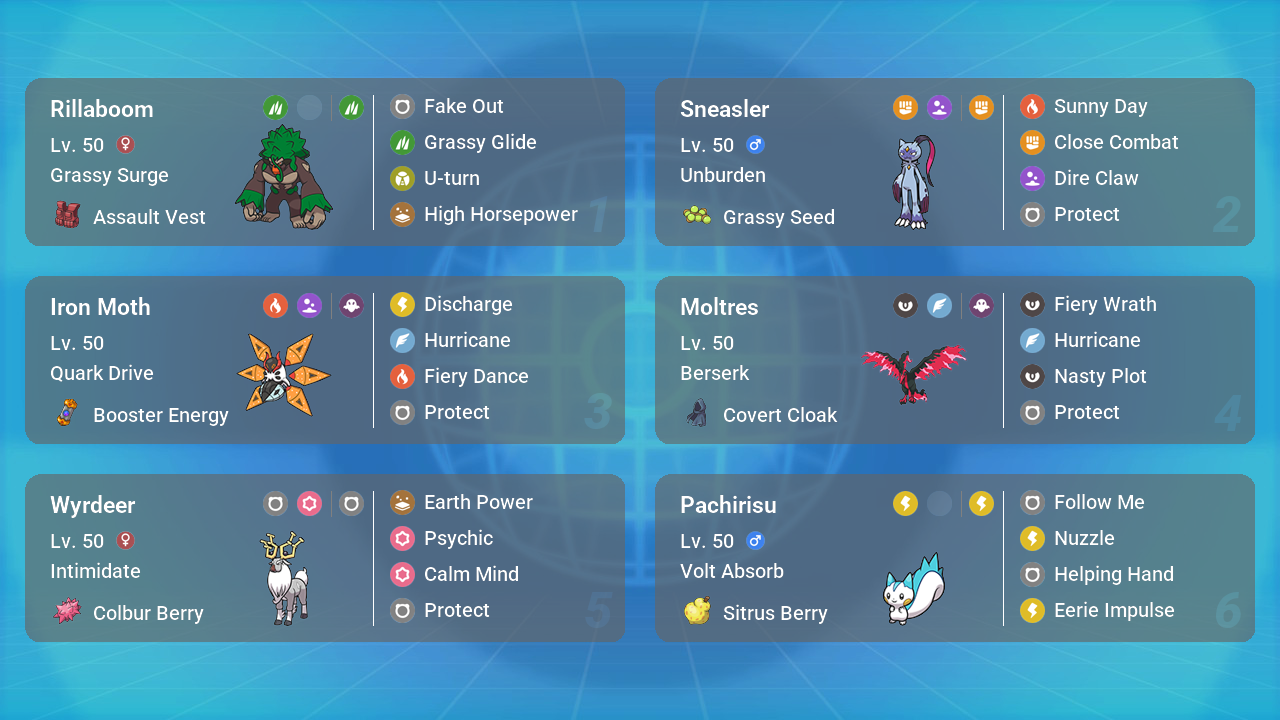 Rillaboom
Lv. 50
Grassy Surge
Assault Vest
Fake Out
Grassy Glide
U-turn
High Horsepower
1
Sneasler
Lv. 50
Unburden
Grassy Seed
Sunny Day
Close Combat
Dire Claw
Protect
2
Iron Moth
Lv. 50
Quark Drive
Booster Energy
Discharge
Hurricane
Fiery Dance
Protect
3
Moltres
Lv. 50
Berserk
Covert Cloak
Fiery Wrath
Hurricane
Nasty Plot
Protect
4
Wyrdeer
Lv. 50
Intimidate
Colbur Berry
Earth Power
Psychic
Calm Mind
Protect
5
Pachirisu
Lv. 50
Volt Absorb
Sitrus Berry
Follow Me
Nuzzle
Helping Hand
Eerie Impulse
6